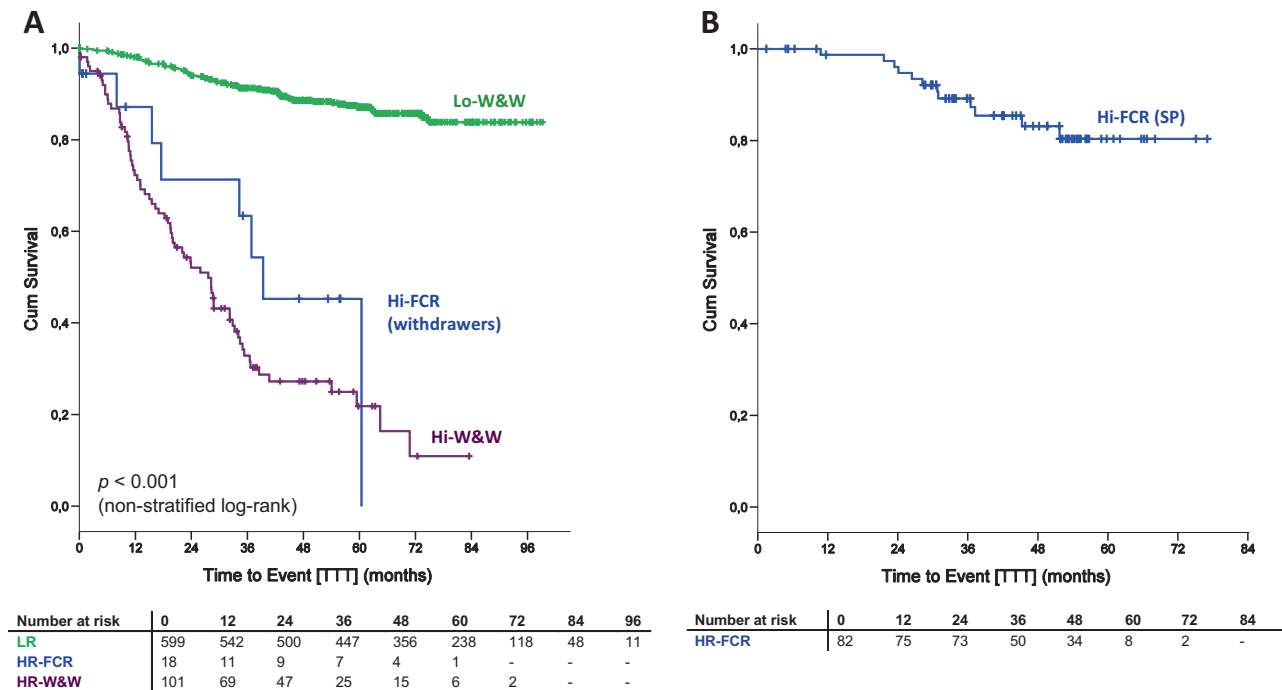 A
1,0
0,8
0,6
0,4
0,2
0,0
Cum Survival
Lo-W&W
Hi-FCR
(withdrawers)
Hi-W&W
p < 0.001
(non-stratified log-rank)
0 12 24 36 48 60 72 84 96
Time to Event [TTT] (months)
Number at risk 0 12 24 36 48 60 72 84 96
LR 599 542 500 447 356 238 118 48 11
HR-FCR 18 11 9 7 4 1 - - -
HR-W&W 101 69 47 25 15 6 2 - -
B
1,0
0,8
0,6
0,4
0,2
0,0
Cum Survival
Hi-FCR (SP)
0 12 24 36 48 60 72 84
Time to Event [TTT] (months)
Number at risk 0 12 24 36 48 60 72 84
HR-FCR 82 75 73 50 34 8 2 -